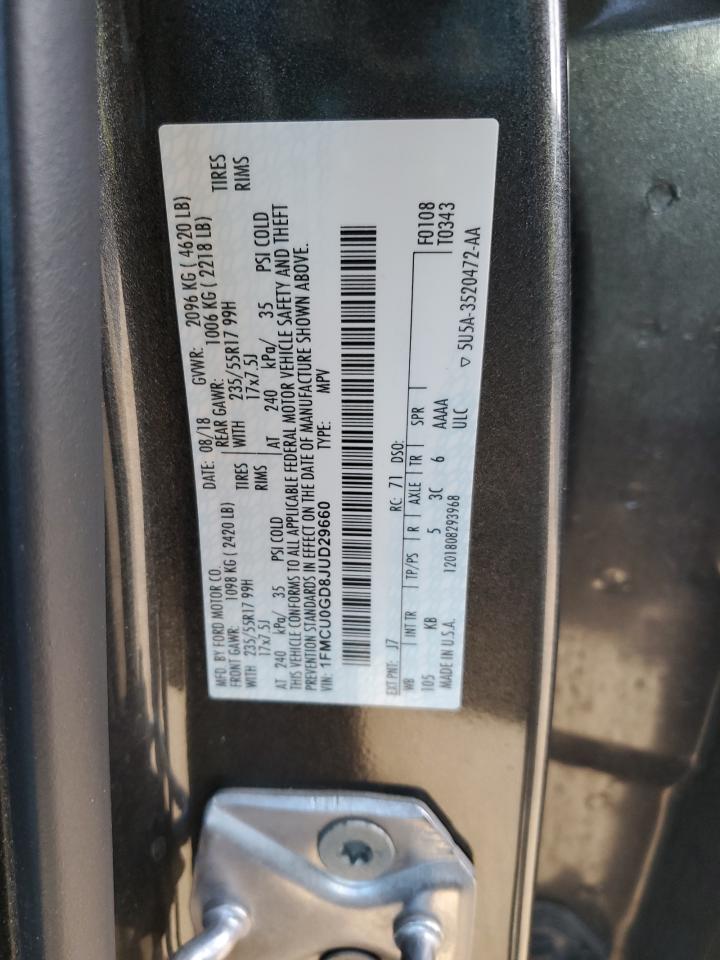 MFD. BY FORD MOTOR CO. DATE: 08/18 GVWR: 2096 KG ( 4620 LB)
FRONT GAWR: 1098 KG ( 2420 LB) REAR GAWR: 1006 KG ( 2218 LB)
WITH 235/55R17 99H TIRES WITH 235/55R17 99H TIRES
17x7.5J RIMS 17x7.5J RIMS
AT 240 kPa/ 35 PSI COLD AT 240 kPa/ 35 PSI COLD
THIS VEHICLE CONFORMS TO ALL APPLICABLE FEDERAL MOTOR VEHICLE SAFETY AND THEFT
PREVENTION STANDARDS IN EFFECT ON THE DATE OF MANUFACTURE SHOWN ABOVE.
VIN: 1FMCU0GD8JUD29660 TYPE: MPV
EXT PNT: J7 RC: 71 DSO: F0108
WB INT TR TP/PS R AXLE TR SPR T0343
105 KB 5 3C 6 AAAA
MADE IN U.S.A. 1201808293968 ULC ▽ 5U5A-3520472-AA